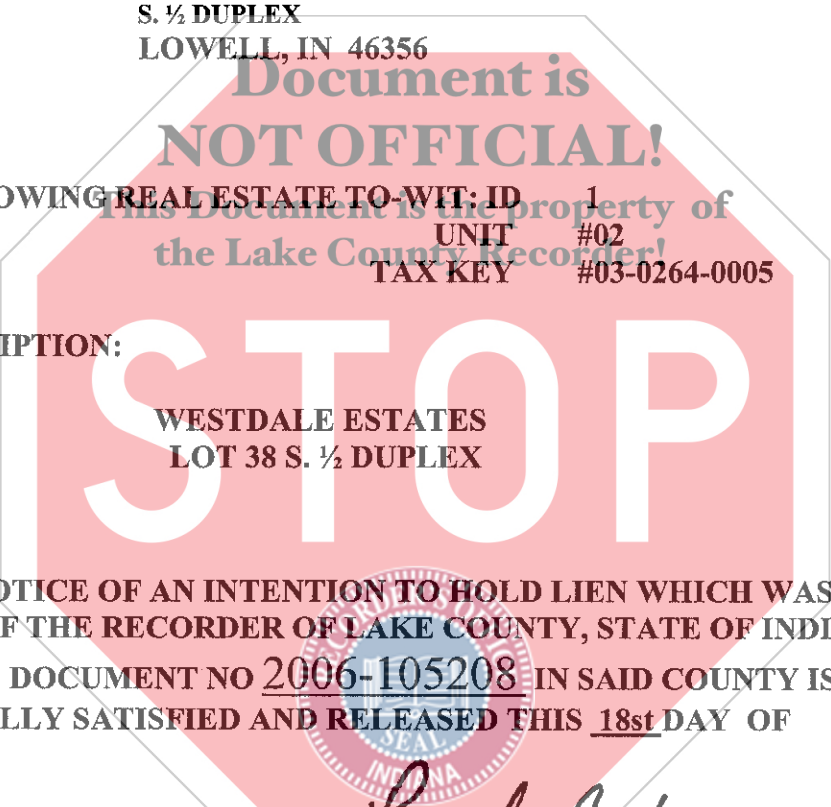 S. ½ DUPLEX
LOWELL, IN 46356
Document is
NOT OFFICIAL!
OWING REAL ESTATE TO-WIT: ID 1
This Document is the property of
UNIT #02
the Lake County Recorder!
TAX KEY #03-0264-0005
IPTION:
STOP
WESTDALE ESTATES
LOT 38 S. ½ DUPLEX
OTICE OF AN INTENTION TO HOLD LIEN WHICH WAS
F THE RECORDER OF LAKE COUNTY, STATE OF INDI
DOCUMENT NO 2006-105208 IN SAID COUNTY IS
LLY SATISFIED AND RELEASED THIS 18st DAY OF
SEAL
INDIANA